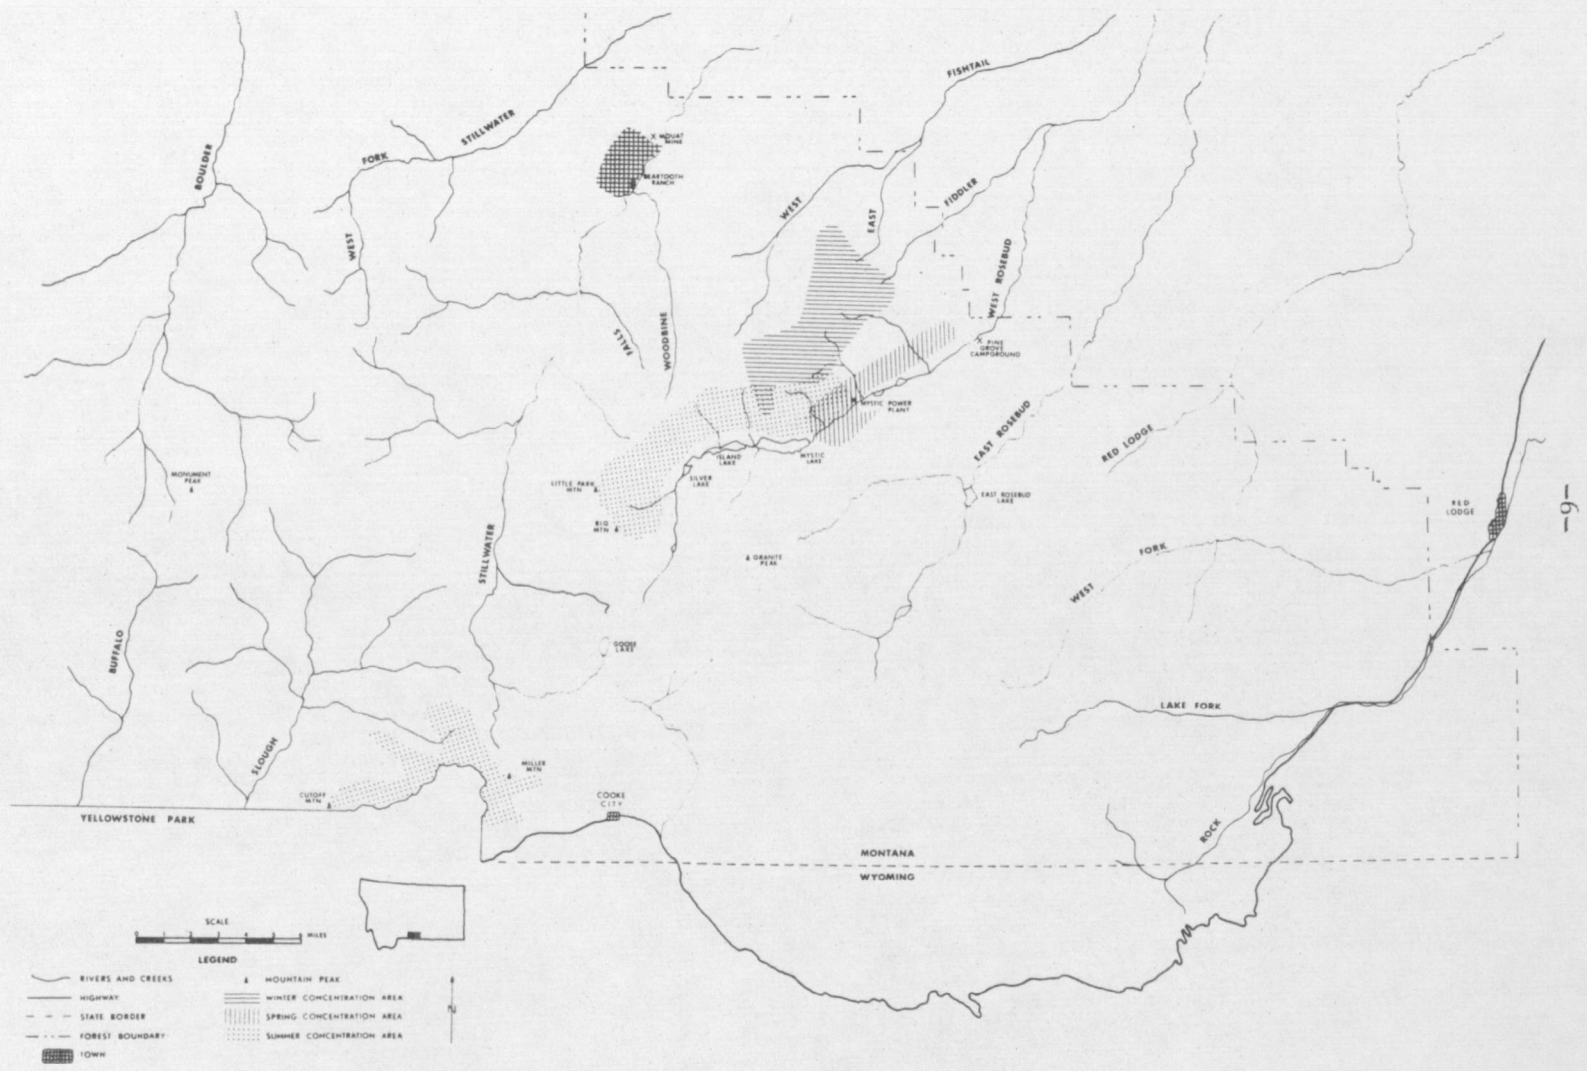 FISHTAIL
STILLWATER
FORK
WEST
BOULDER
MOUAT
MINE
BEARTOOTH
RANCH
WEST
EAST
FIDDLER
WEST ROSEBUD
FALLS
WOODBINE
PINE
GROVE
CAMPGROUND
MYSTIC POWER
PLANT
EAST ROSEBUD
RED LODGE
ISLAND
LAKE
MYSTIC
LAKE
SILVER
LAKE
MONUMENT
PEAK
LITTLE PARK
MTN
EAST ROSEBUD
LAKE
RED
LODGE
-9-
MTN
GRANITE
PEAK
STILLWATER
WEST
FORK
BUFFALO
GOOSE
LAKE
LAKE FORK
SLOUGH
MILLER
MTN
CUTOFF
MTN
COOKE
CITY
YELLOWSTONE PARK
ROCK
MONTANA
WYOMING
SCALE
MILES
LEGEND
RIVERS AND CREEKS
HIGHWAY
STATE BORDER
FOREST BOUNDARY
TOWN
MOUNTAIN PEAK
WINTER CONCENTRATION AREA
SPRING CONCENTRATION AREA
SUMMER CONCENTRATION AREA
N